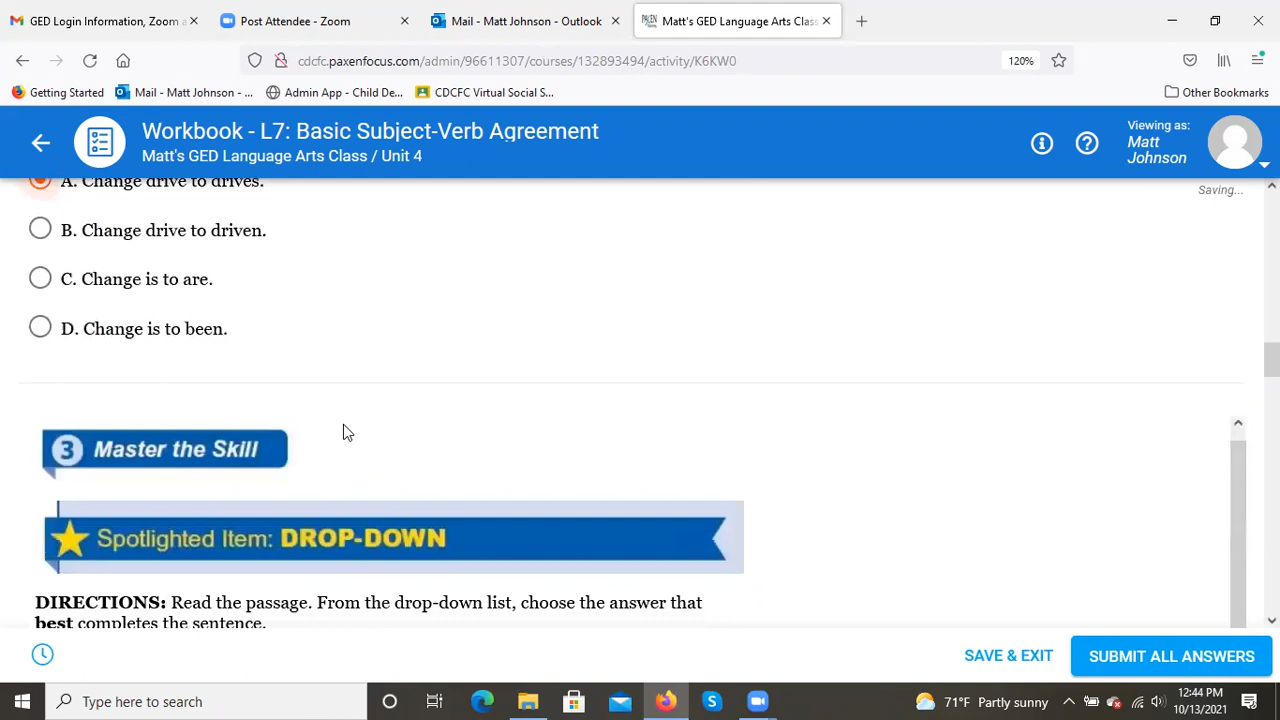 GED Login Information, Zoom a
Post Attendee - Zoom
Mail - Matt Johnson - Outlook
PAXEN
Matt's GED Language Arts Class
cdcfc.paxenfocus.com/admin/96611307/courses/132893494/activity/K6KW0
120%
Getting Started
Mail - Matt Johnson - ...
Admin App - Child De...
CDCFC Virtual Social S...
Other Bookmarks
Workbook - L7: Basic Subject-Verb Agreement
Matt's GED Language Arts Class / Unit 4
Viewing as:
Matt
Johnson
A. Change drive to drives.
Saving...
B. Change drive to driven.
C. Change is to are.
D. Change is to been.
3 Master the Skill
Spotlighted Item: DROP-DOWN
DIRECTIONS: Read the passage. From the drop-down list, choose the answer that
best completes the sentence.
SAVE & EXIT
SUBMIT ALL ANSWERS
Type here to search
71°F Partly sunny
12:44 PM
10/13/2021